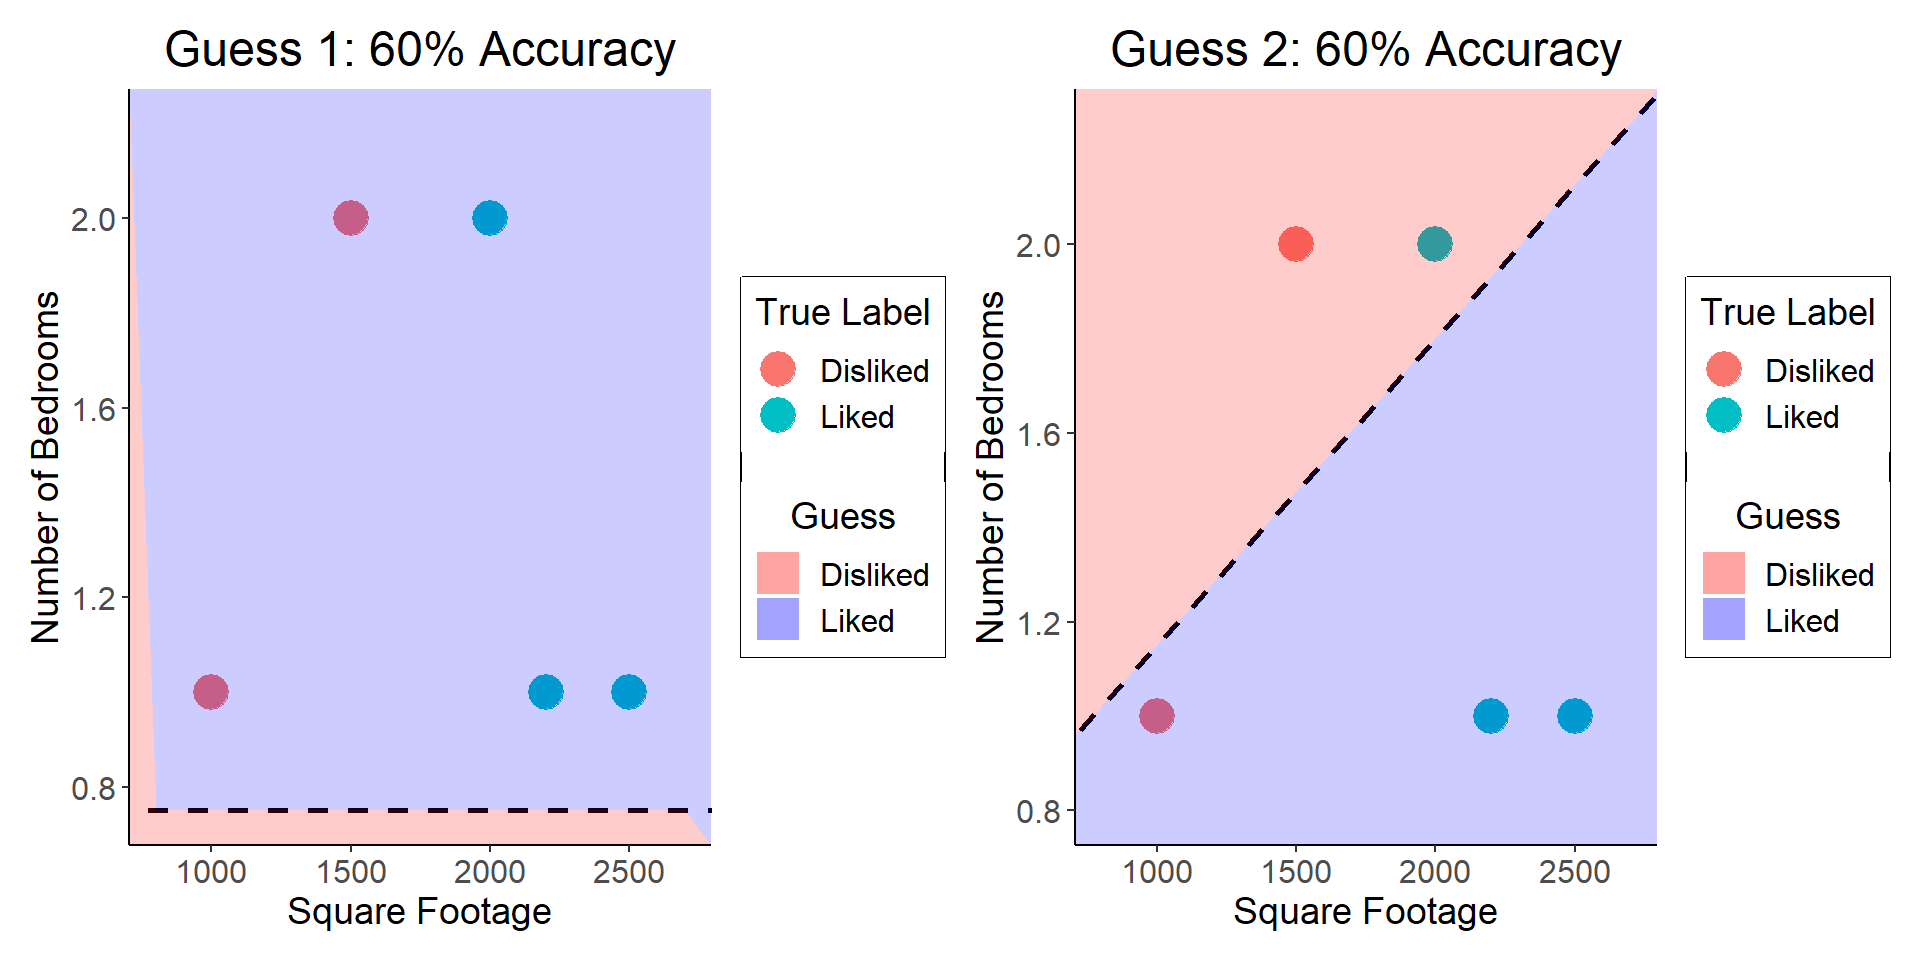 Guess 1: 60% Accuracy
Number of Bedrooms
2.0
1.6
1.2
0.8
1000 1500 2000 2500
Square Footage
True Label
Disliked
Liked
Guess
Disliked
Liked
Guess 2: 60% Accuracy
Number of Bedrooms
2.0
1.6
1.2
0.8
1000 1500 2000 2500
Square Footage
True Label
Disliked
Liked
Guess
Disliked
Liked